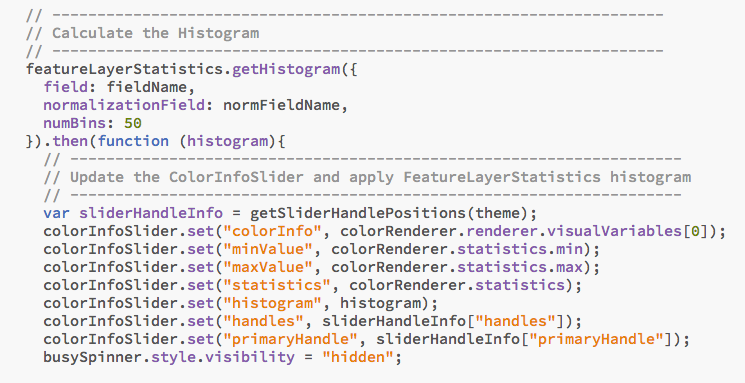 // ----------------------------------------------------------------------
// Calculate the Histogram
// ----------------------------------------------------------------------
featureLayerStatistics.getHistogram({
  field: fieldName,
  normalizationField: normFieldName,
  numBins: 50
}).then(function (histogram){
  // ----------------------------------------------------------------------
  // Update the ColorInfoSlider and apply FeatureLayerStatistics histogram
  // ----------------------------------------------------------------------
  var sliderHandleInfo = getSliderHandlePositions(theme);
  colorInfoSlider.set("colorInfo", colorRenderer.renderer.visualVariables[0]);
  colorInfoSlider.set("minValue", colorRenderer.statistics.min);
  colorInfoSlider.set("maxValue", colorRenderer.statistics.max);
  colorInfoSlider.set("statistics", colorRenderer.statistics);
  colorInfoSlider.set("histogram", histogram);
  colorInfoSlider.set("handles", sliderHandleInfo["handles"]);
  colorInfoSlider.set("primaryHandle", sliderHandleInfo["primaryHandle"]);
  busySpinner.style.visibility = "hidden";